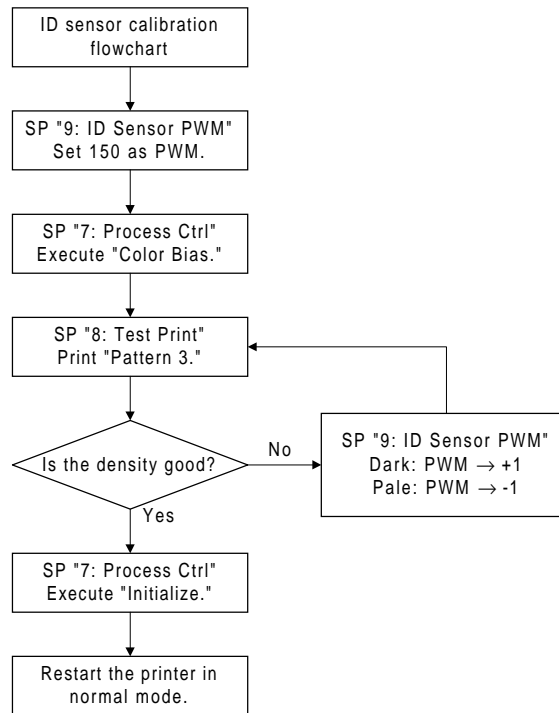 ID sensor calibration
flowchart
SP "9: ID Sensor PWM"
Set 150 as PWM.
SP "7: Process Ctrl"
Execute "Color Bias."
SP "8: Test Print"
Print "Pattern 3."
Is the density good?
No
SP "9: ID Sensor PWM"
Dark: PWM → +1
Pale: PWM → -1
Yes
SP "7: Process Ctrl"
Execute "Initialize."
Restart the printer in
normal mode.